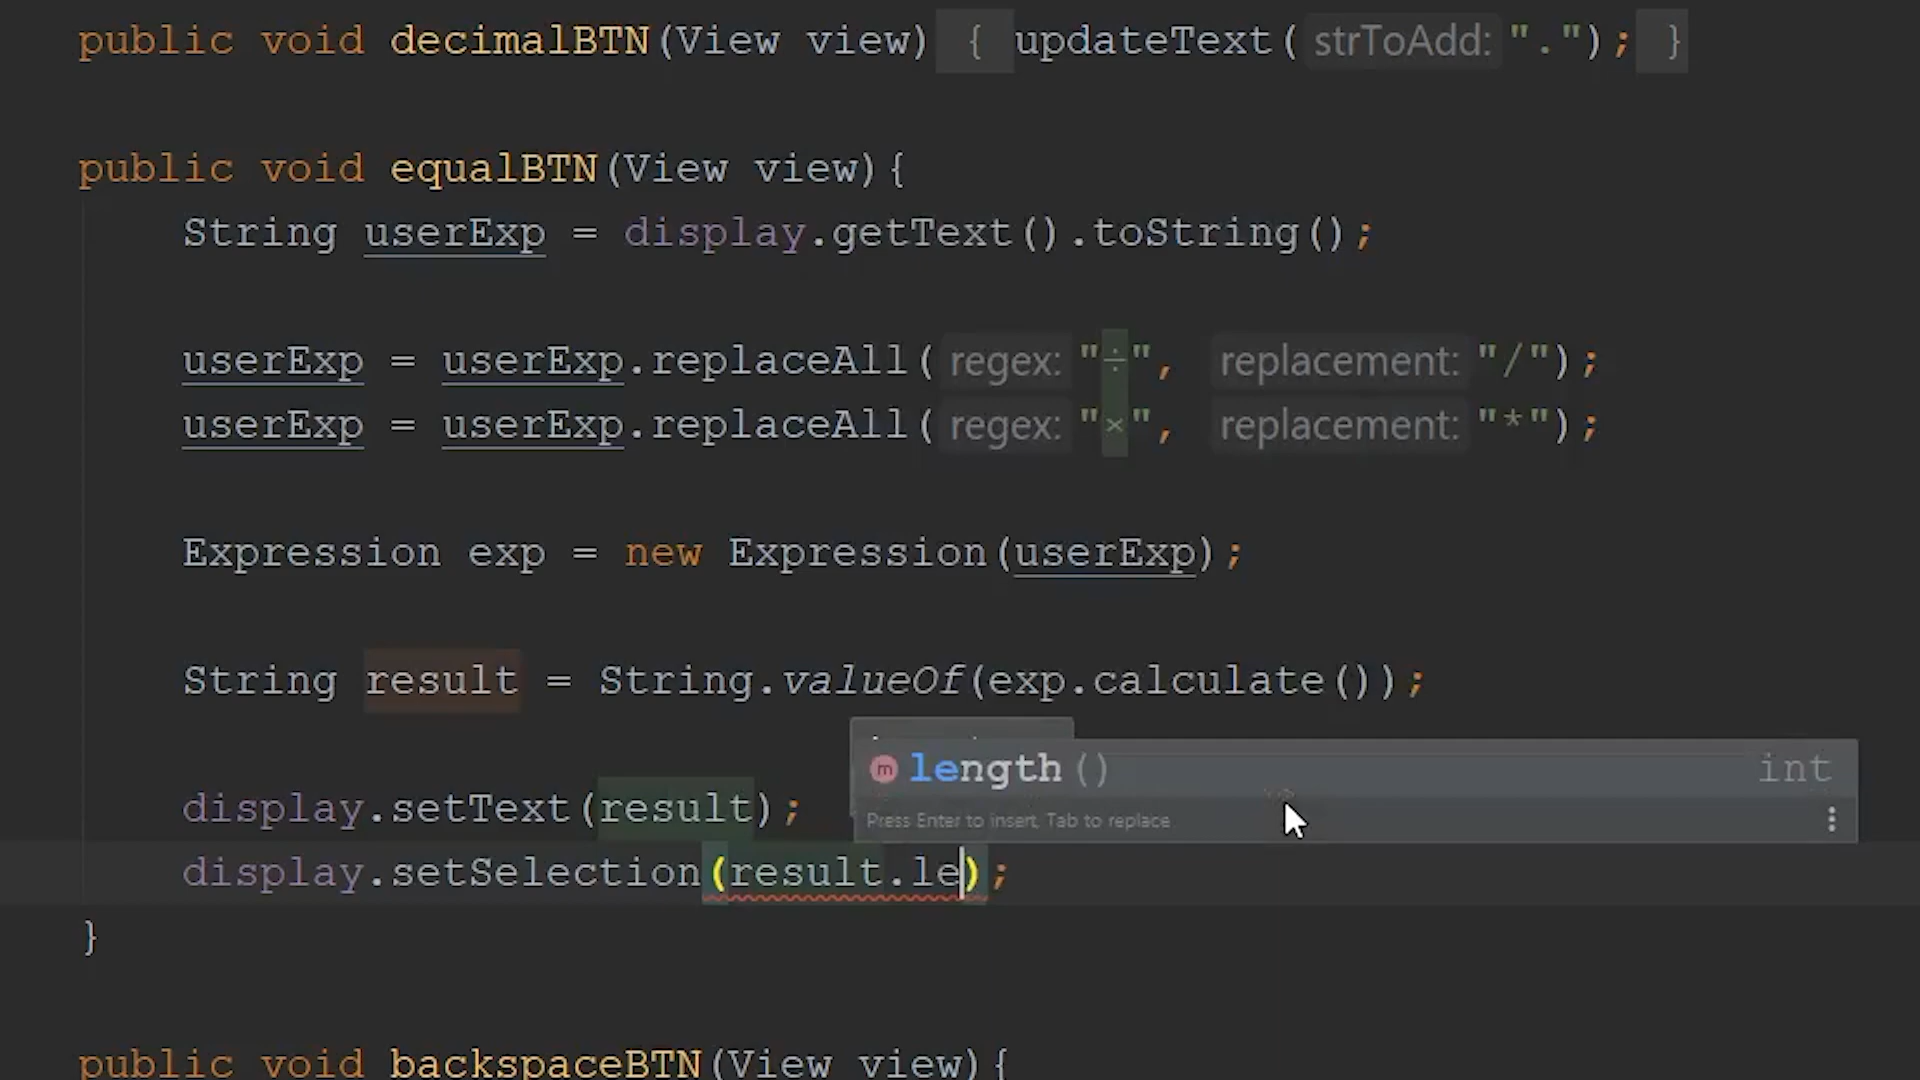 public void decimalBTN(View view) { updateText( strToAdd: "."); }
public void equalBTN(View view){
String userExp = display.getText().toString();
userExp = userExp.replaceAll( regex: "÷", replacement: "/");
userExp = userExp.replaceAll( regex: "×", replacement: "*");
Expression exp = new Expression(userExp);
String result = String.valueOf(exp.calculate());
length() int
display.setText(result);
Press Enter to insert, Tab to replace
display.setSelection(result.le);
}
public void backspaceBTN(View view){